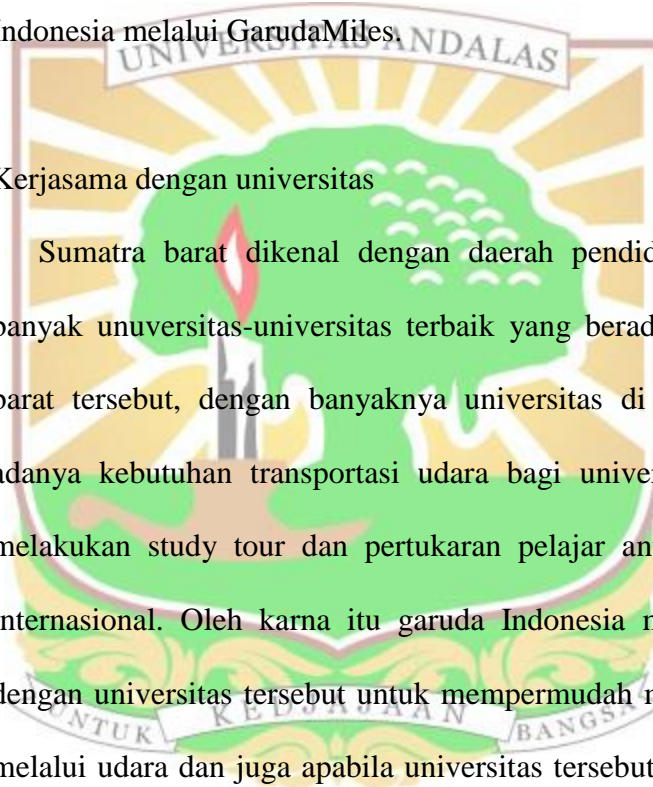 Indonesia melalui GarudaMiles.
UNIVERSITAS ANDALAS
Kerjasama dengan universitas
Sumatra barat dikenal dengan daerah pendid
banyak unuversitas-universitas terbaik yang berad
barat tersebut, dengan banyaknya universitas di
adanya kebutuhan transportasi udara bagi univer
melakukan study tour dan pertukaran pelajar an
internasional. Oleh karna itu garuda Indonesia m
dengan universitas tersebut untuk mempermudah m
UNTUK KEDJAJAAN BANGSA
melalui udara dan juga apabila universitas tersebut